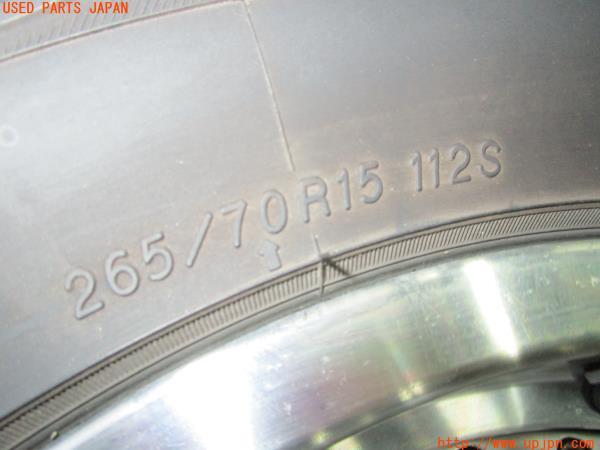 USED PARTS JAPAN
265/70R15 112S
http://www.upjpn.com